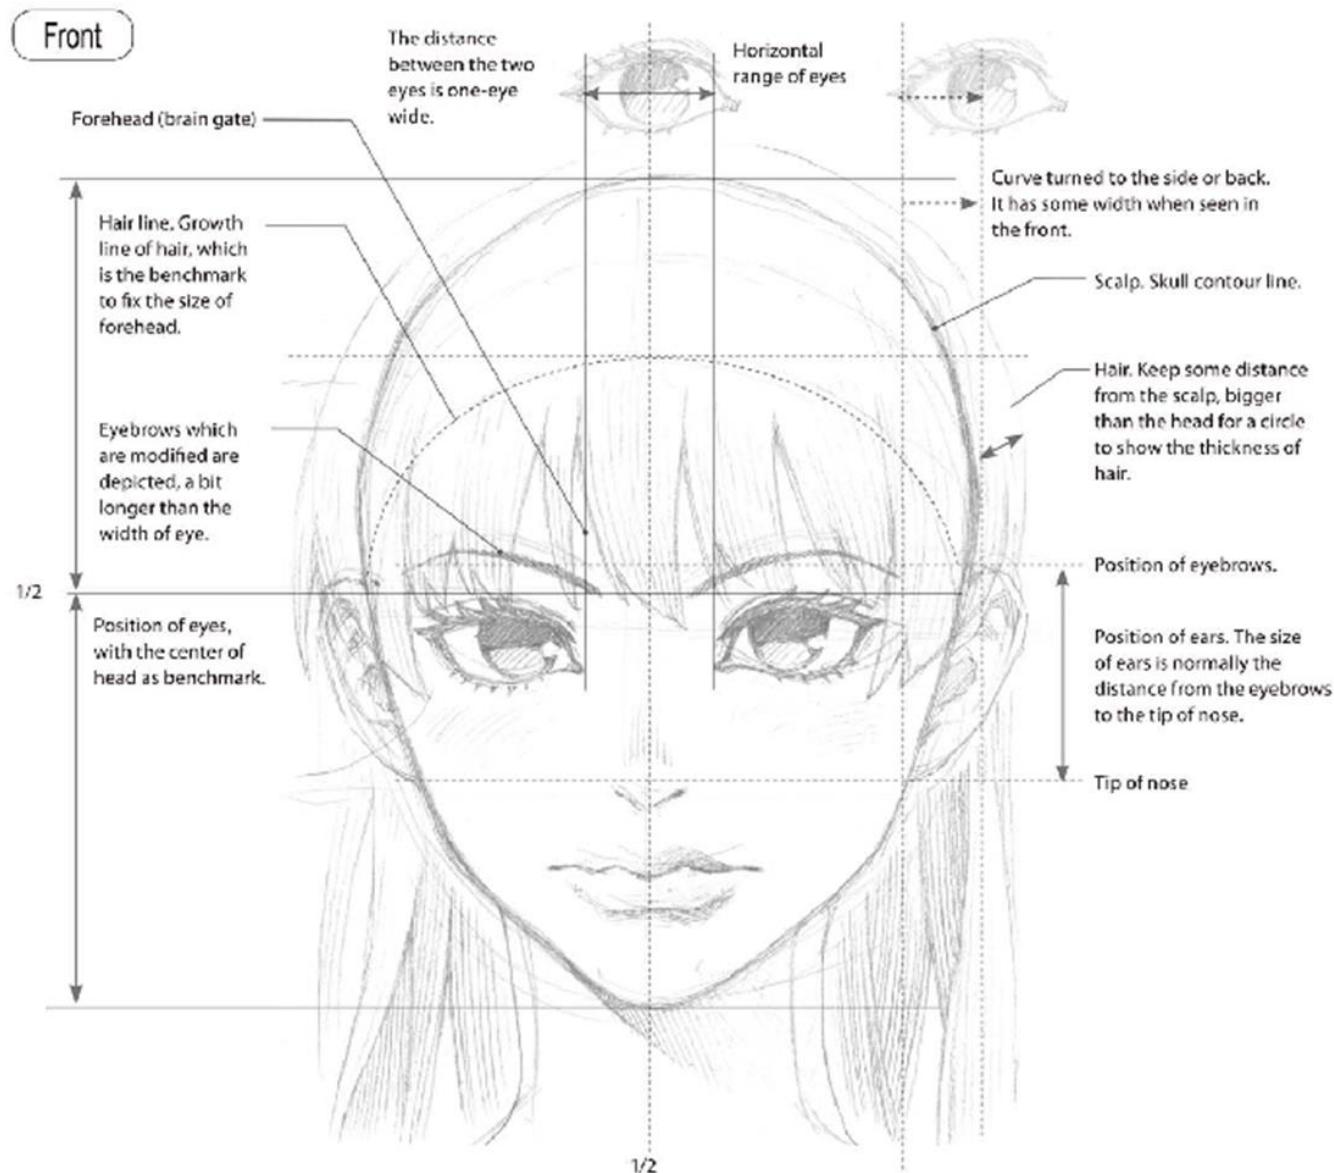 Front
The distance
between the two
eyes is one-eye
wide.
Horizontal
range of eyes
Forehead (brain gate)
Curve turned to the side or back.
It has some width when seen in
the front.
Hair line. Growth
line of hair, which
is the benchmark
to fix the size of
forehead.
Scalp. Skull contour line.
Hair. Keep some distance
from the scalp, bigger
than the head for a circle
to show the thickness of
hair.
Eyebrows which
are modified are
depicted, a bit
longer than the
width of eye.
Position of eyebrows.
1/2
Position of eyes,
with the center of
head as benchmark.
Position of ears. The size
of ears is normally the
distance from the eyebrows
to the tip of nose.
Tip of nose
1/2